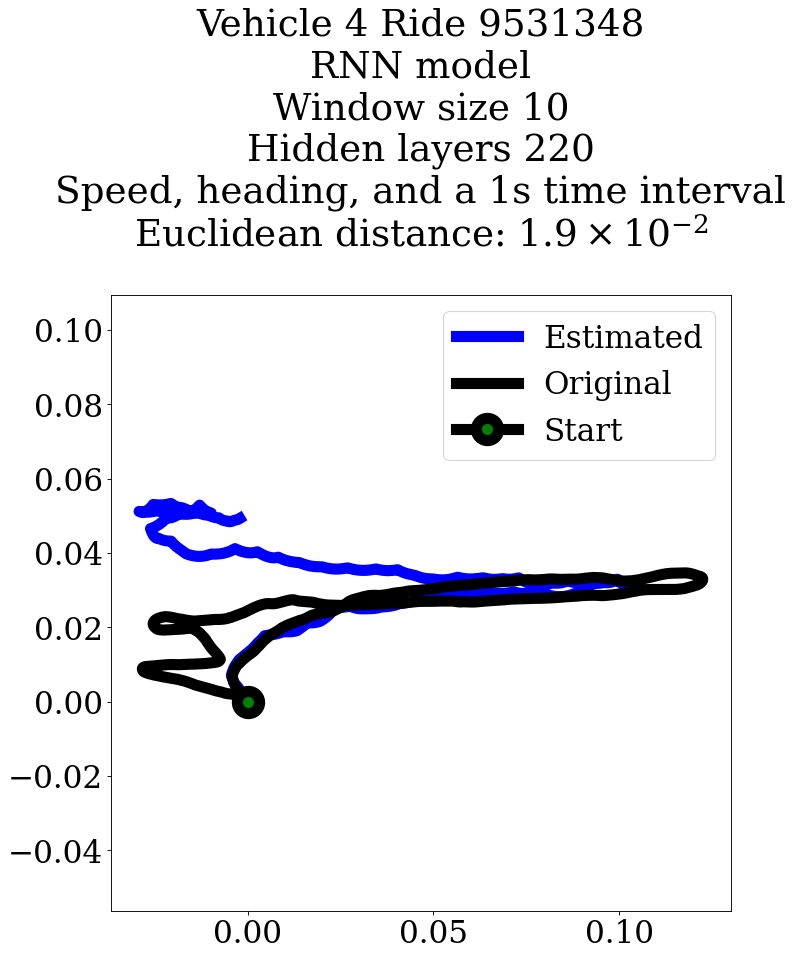 Vehicle 4 Ride 9531348
RNN model
Window size 10
Hidden layers 220
Speed, heading, and a 1s time interval
Euclidean distance: 1.9 × 10⁻²
Estimated
Original
Start
0.10
0.08
0.06
0.04
0.02
0.00
−0.02
−0.04
0.00 0.05 0.10